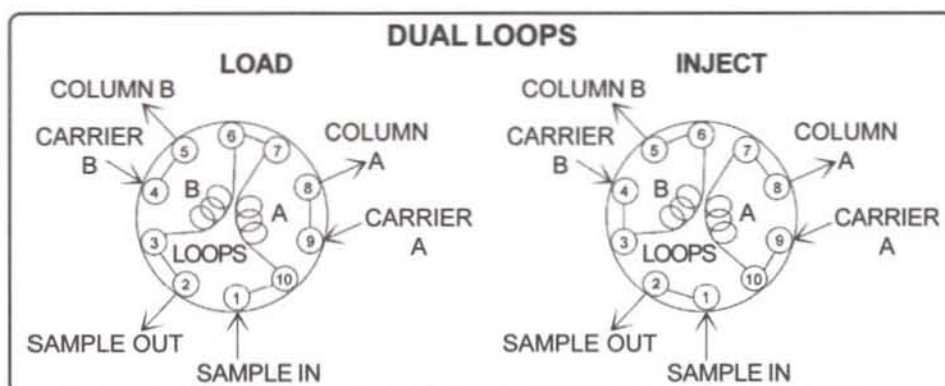 DUAL LOOPS
LOAD
INJECT
COLUMN B
CARRIER
B
COLUMN
A
CARRIER
A
B
A
LOOPS
1
2
3
4
5
6
7
8
9
10
SAMPLE OUT
SAMPLE IN
COLUMN B
CARRIER
B
COLUMN
A
CARRIER
A
B
A
LOOPS
1
2
3
4
5
6
7
8
9
10
SAMPLE OUT
SAMPLE IN